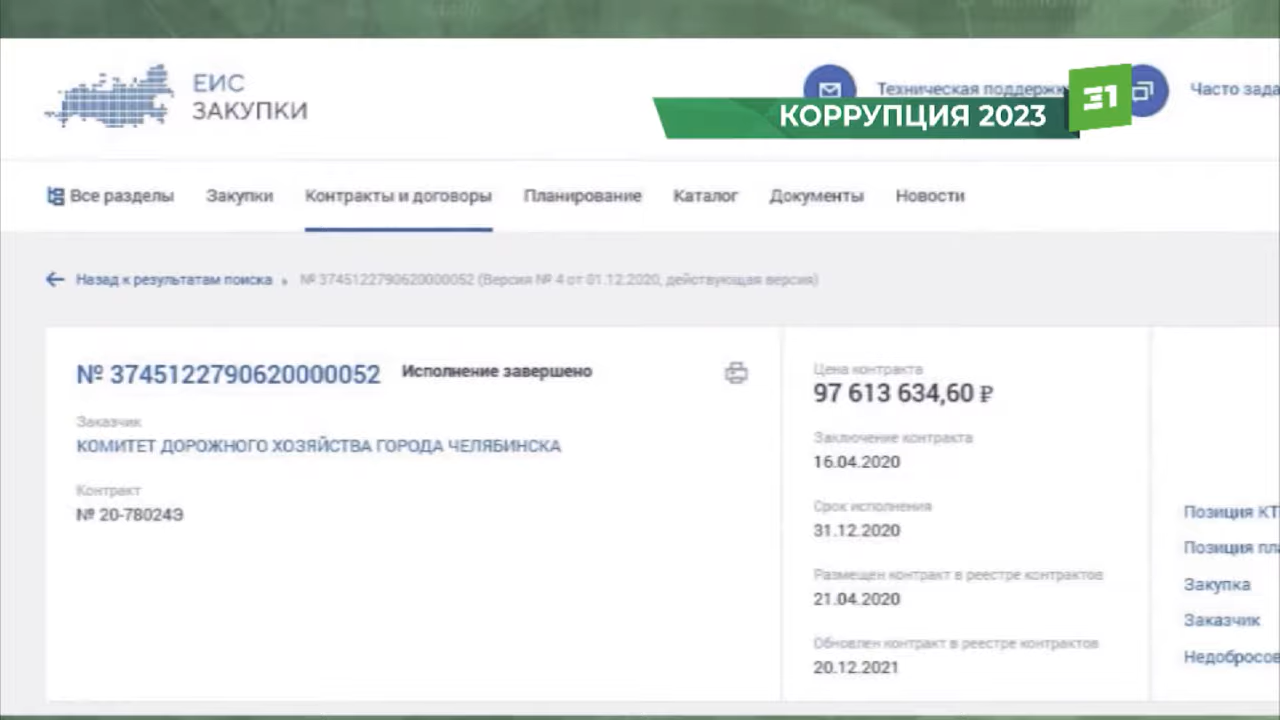 ЕИС
ЗАКУПКИ
Техническая поддержк
Часто зада
КОРРУПЦИЯ 2023
31
Все разделы Закупки Контракты и договоры Планирование Каталог Документы Новости
Назад к результатам поиска № 3745122790620000052 (Версия № 4 от 01.12.2020, действующая версия)
№ 3745122790620000052 Исполнение завершено
Заказчик
КОМИТЕТ ДОРОЖНОГО ХОЗЯЙСТВА ГОРОДА ЧЕЛЯБИНСКА
Контракт
№ 20-78024Э
Цена контракта
97 613 634,60 ₽
Заключение контракта
16.04.2020
Срок исполнения
31.12.2020
Размещен контракт в реестре контрактов
21.04.2020
Обновлен контракт в реестре контрактов
20.12.2021
Позиция КТ
Позиция пла
Закупка
Заказчик
Недобросов